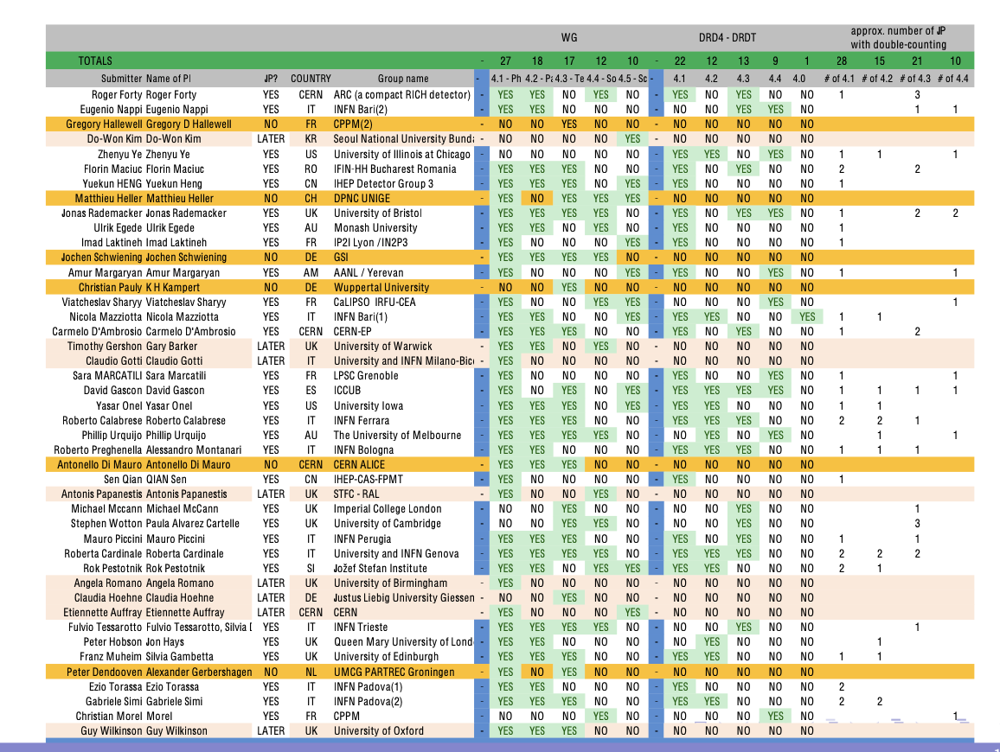 WG DRD4 - DRDT approx. number of JP
with double-counting
TOTALS - 27 18 17 12 10 - 22 12 13 9 1 28 15 21 10
Submitter Name of PI JP? COUNTRY Group name - 4.1 - Ph 4.2 - Pa 4.3 - Te 4.4 - So 4.5 - Sc - 4.1 4.2 4.3 4.4 4.0 # of 4.1 # of 4.2 # of 4.3 # of 4.4
Roger Forty Roger Forty YES CERN ARC (a compact RICH detector) - YES YES NO YES NO - YES NO YES NO NO 1 3
Eugenio Nappi Eugenio Nappi YES IT INFN Bari(2) - YES YES NO NO NO - NO NO YES YES NO 1 1
Gregory Hallewell Gregory D Hallewell NO FR CPPM(2) - NO NO YES NO NO - NO NO NO NO NO
Do-Won Kim Do-Won Kim LATER KR Seoul National University Bunda - NO NO NO NO YES - NO NO NO NO NO
Zhenyu Ye Zhenyu Ye YES US University of Illinois at Chicago - NO NO NO NO NO - YES YES NO YES NO 1 1 1
Florin Maciuc Florin Maciuc YES RO IFIN-HH Bucharest Romania - YES YES YES NO NO - YES NO YES NO NO 2 2
Yuekun HENG Yuekun Heng YES CN IHEP Detector Group 3 - YES YES YES NO YES - YES NO NO NO NO 1
Matthieu Heller Matthieu Heller NO CH DPNC UNIGE - YES NO YES YES YES - NO NO NO NO NO
Jonas Rademacker Jonas Rademacker YES UK University of Bristol - YES YES YES YES NO - YES NO YES YES NO 1 2 2
Ulrik Egede Ulrik Egede YES AU Monash University - YES YES NO YES NO - YES NO NO NO NO 1
Imad Laktineh Imad Laktineh YES FR IP2I Lyon /IN2P3 - YES NO NO NO YES - YES NO NO NO NO 1
Jochen Schwiening Jochen Schwiening NO DE GSI - YES YES YES YES NO - NO NO NO NO NO
Amur Margaryan Amur Margaryan YES AM AANL / Yerevan - YES NO NO NO YES - YES NO NO YES NO 1 1
Christian Pauly K H Kampert NO DE Wuppertal University - NO NO YES NO NO - NO NO NO NO NO
Viatcheslav Sharyy Viatcheslav Sharyy YES FR CaLIPSO IRFU-CEA - YES NO NO YES YES - NO NO NO YES NO 1
Nicola Mazziotta Nicola Mazziotta YES IT INFN Bari(1) - YES NO NO NO YES - YES YES NO NO YES 1 1
Carmelo D'Ambrosio Carmelo D'Ambrosio YES CERN CERN-EP - YES YES YES NO NO - YES NO YES NO NO 1 2
Timothy Gershon Gary Barker LATER UK University of Warwick - YES YES NO YES NO - NO NO NO NO NO
Claudio Gotti Claudio Gotti LATER IT University and INFN Milano-Bico - YES NO NO NO NO - NO NO NO NO NO
Sara MARCATILI Sara Marcatili YES FR LPSC Grenoble - YES NO NO NO NO - YES NO NO YES NO 1 1
David Gascon David Gascon YES ES ICCUB - YES NO YES NO YES - YES YES YES YES NO 1 1 1 1
Yasar Onel Yasar Onel YES US University Iowa - YES YES YES NO YES - YES YES NO NO NO 1 1
Roberto Calabrese Roberto Calabrese YES IT INFN Ferrara - YES YES YES NO NO - YES YES YES NO NO 2 2 1
Phillip Urquijo Phillip Urquijo YES AU The University of Melbourne - YES YES YES YES NO - NO YES NO YES NO 1 1
Roberto Preghenella Alessandro Montanari YES IT INFN Bologna - YES YES NO NO NO - YES YES YES NO NO 1 1 1
Antonello Di Mauro Antonello Di Mauro NO CERN CERN ALICE - YES YES YES NO NO - NO NO NO NO NO
Sen Qian QIAN Sen YES CN IHEP-CAS-FPMT - YES NO NO NO NO - YES NO NO NO NO 1
Antonis Papanestis Antonis Papanestis LATER UK STFC - RAL - YES NO NO YES NO - NO NO NO NO NO
Michael Mccann Michael McCann YES UK Imperial College London - NO NO YES NO NO - NO NO YES NO NO 1
Stephen Wotton Paula Alvarez Cartelle YES UK University of Cambridge - NO NO YES YES NO - NO NO YES NO NO 3
Mauro Piccini Mauro Piccini YES IT INFN Perugia - YES YES YES NO NO - YES NO YES NO NO 1 1
Roberta Cardinale Roberta Cardinale YES IT University and INFN Genova - YES YES YES YES NO - YES YES YES NO NO 2 2 2
Rok Pestotnik Rok Pestotnik YES SI Jožef Stefan Institute - YES YES NO YES YES - YES YES NO NO NO 2 1
Angela Romano Angela Romano LATER UK University of Birmingham - YES NO NO NO NO - NO NO NO NO NO
Claudia Hoehne Claudia Hoehne LATER DE Justus Liebig University Giessen - NO NO YES NO NO - NO NO NO NO NO
Etiennette Auffray Etiennette Auffray LATER CERN CERN - YES NO NO NO YES - NO NO NO NO NO
Fulvio Tessarotto Fulvio Tessarotto, Silvia D YES IT INFN Trieste - YES YES YES YES NO - NO NO YES NO NO 1
Peter Hobson Jon Hays YES UK Queen Mary University of Lond - YES YES NO NO NO - NO YES NO NO NO 1
Franz Muheim Silvia Gambetta YES UK University of Edinburgh - YES YES YES NO NO - YES YES NO NO NO 1 1
Peter Dendooven Alexander Gerbershagen NO NL UMCG PARTREC Groningen - YES NO YES NO NO - NO NO NO NO NO
Ezio Torassa Ezio Torassa YES IT INFN Padova(1) - YES YES NO NO NO - YES NO NO NO NO 2
Gabriele Simi Gabriele Simi YES IT INFN Padova(2) - YES YES YES NO NO - YES YES NO NO NO 2 2
Christian Morel Morel YES FR CPPM - NO NO NO YES NO - NO NO NO YES NO 1
Guy Wilkinson Guy Wilkinson LATER UK University of Oxford - YES YES YES NO NO - NO NO NO NO NO